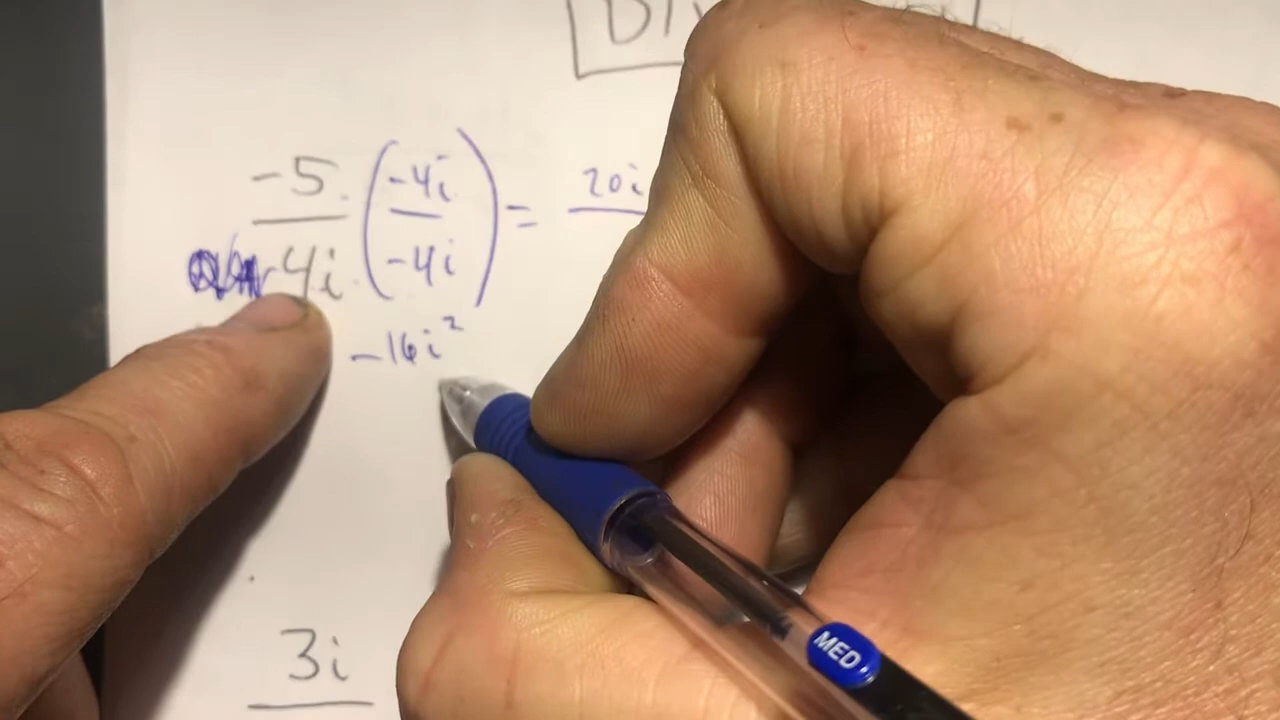 -5 (-4i) = 20i
4i (-4i)
-16i²
3i
MED